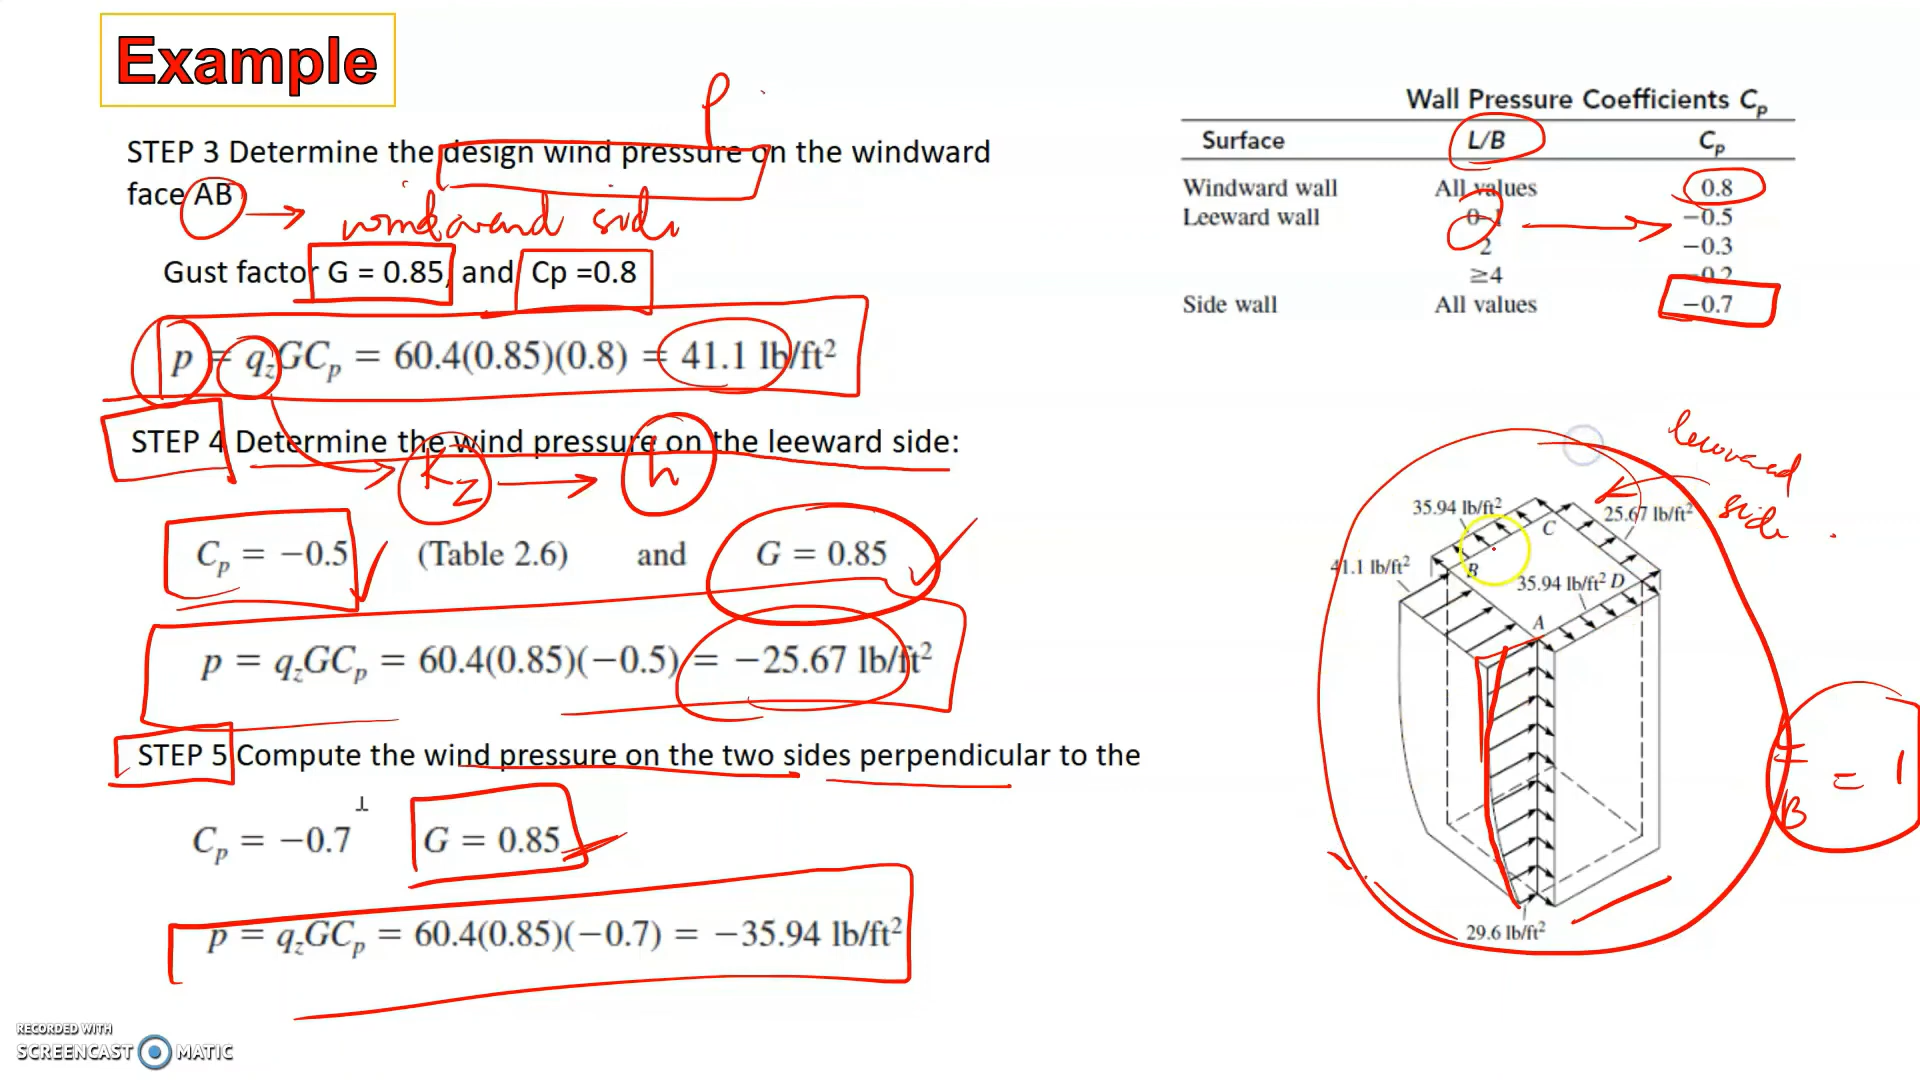 Example
P
STEP 3 Determine the design wind pressure on the windward
face AB → windward side
Gust factor G = 0.85, and Cp =0.8
p = qzGCp = 60.4(0.85)(0.8) = 41.1 lb/ft²
STEP 4 Determine the wind pressure on the leeward side:
Kz → h
Cp = −0.5 (Table 2.6) and G = 0.85
p = qzGCp = 60.4(0.85)(−0.5) = −25.67 lb/ft²
STEP 5 Compute the wind pressure on the two sides perpendicular to the
Cp = −0.7 G = 0.85
p = qzGCp = 60.4(0.85)(−0.7) = −35.94 lb/ft²
Wall Pressure Coefficients Cp
Surface L/B Cp
Windward wall All values 0.8
Leeward wall 0–1 −0.5
2 −0.3
≥4 −0.2
Side wall All values −0.7
leeward
side
35.94 lb/ft²
C
25.67 lb/ft²
41.1 lb/ft²
B
35.94 lb/ft² D
A
L/B = 1
29.6 lb/ft²
RECORDED WITH
SCREENCAST MATIC